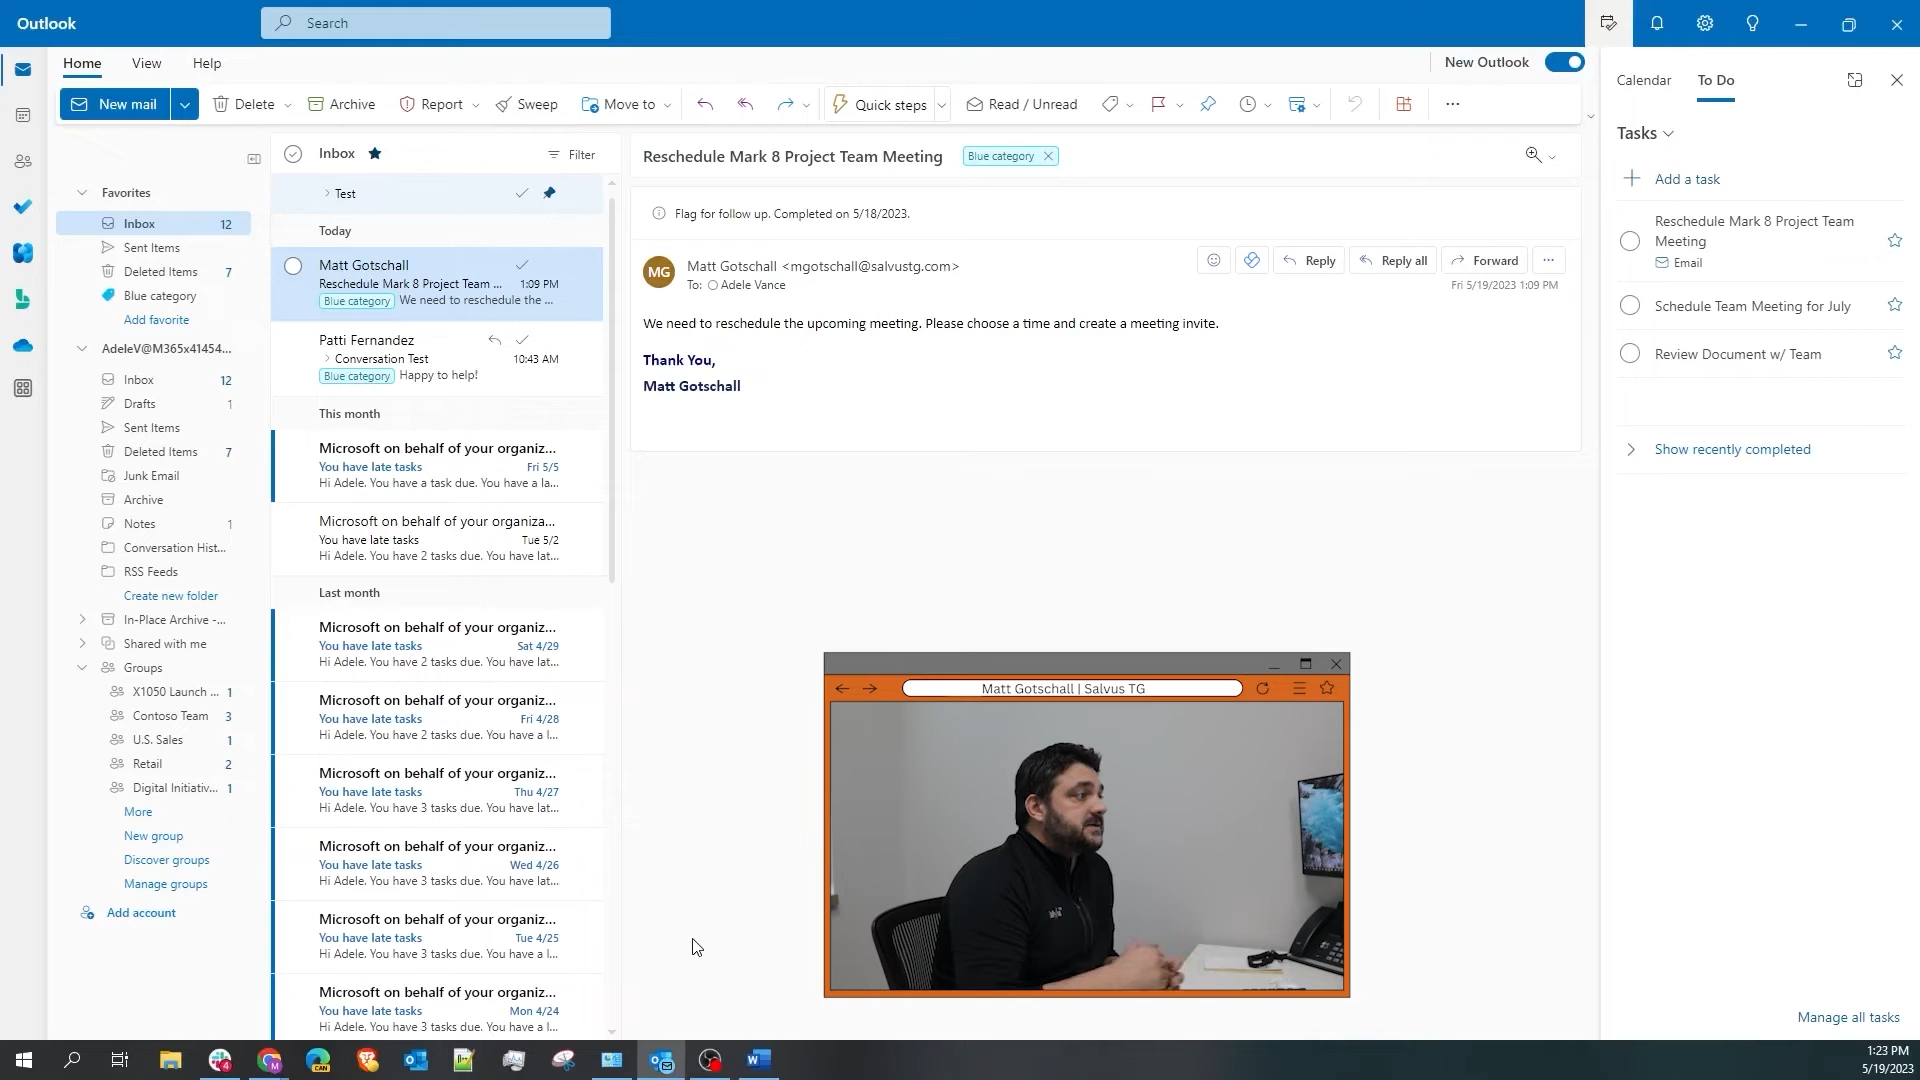 Outlook
Search
Home
View
Help
New Outlook
New mail
Delete
Archive
Report
Sweep
Move to
Quick steps
Read / Unread
Calendar
To Do
Tasks
Add a task
Reschedule Mark 8 Project Team
Meeting
Email
Schedule Team Meeting for July
Review Document w/ Team
Show recently completed
Manage all tasks
Favorites
Inbox 12
Sent Items
Deleted Items 7
Blue category
Add favorite
AdeleV@M365x41454...
Inbox 12
Drafts 1
Sent Items
Deleted Items 7
Junk Email
Archive
Notes 1
Conversation Hist...
RSS Feeds
Create new folder
In-Place Archive -...
Shared with me
Groups
X1050 Launch ... 1
Contoso Team 3
U.S. Sales 1
Retail 2
Digital Initiativ... 1
More
New group
Discover groups
Manage groups
Add account
Inbox
Filter
Test
Today
Matt Gotschall
Reschedule Mark 8 Project Team ... 1:09 PM
Blue category We need to reschedule the ...
Patti Fernandez
Conversation Test 10:43 AM
Blue category Happy to help!
This month
Microsoft on behalf of your organiz...
You have late tasks Fri 5/5
Hi Adele. You have a task due. You have a la...
Microsoft on behalf of your organiza...
You have late tasks Tue 5/2
Hi Adele. You have 2 tasks due. You have lat...
Last month
Microsoft on behalf of your organiz...
You have late tasks Sat 4/29
Hi Adele. You have 2 tasks due. You have lat...
Microsoft on behalf of your organiz...
You have late tasks Fri 4/28
Hi Adele. You have 2 tasks due. You have a l...
Microsoft on behalf of your organiz...
You have late tasks Thu 4/27
Hi Adele. You have 3 tasks due. You have lat...
Microsoft on behalf of your organiz...
You have late tasks Wed 4/26
Hi Adele. You have 3 tasks due. You have lat...
Microsoft on behalf of your organiz...
You have late tasks Tue 4/25
Hi Adele. You have 3 tasks due. You have a l...
Microsoft on behalf of your organiz...
You have late tasks Mon 4/24
Hi Adele. You have 3 tasks due. You have a l...
Reschedule Mark 8 Project Team Meeting
Blue category
Flag for follow up. Completed on 5/18/2023.
MG
Matt Gotschall <mgotschall@salvustg.com>
To: Adele Vance
Reply
Reply all
Forward
Fri 5/19/2023 1:09 PM
We need to reschedule the upcoming meeting. Please choose a time and create a meeting invite.
Thank You,
Matt Gotschall
Matt Gotschall | Salvus TG
4
M
CAN
1:23 PM
5/19/2023